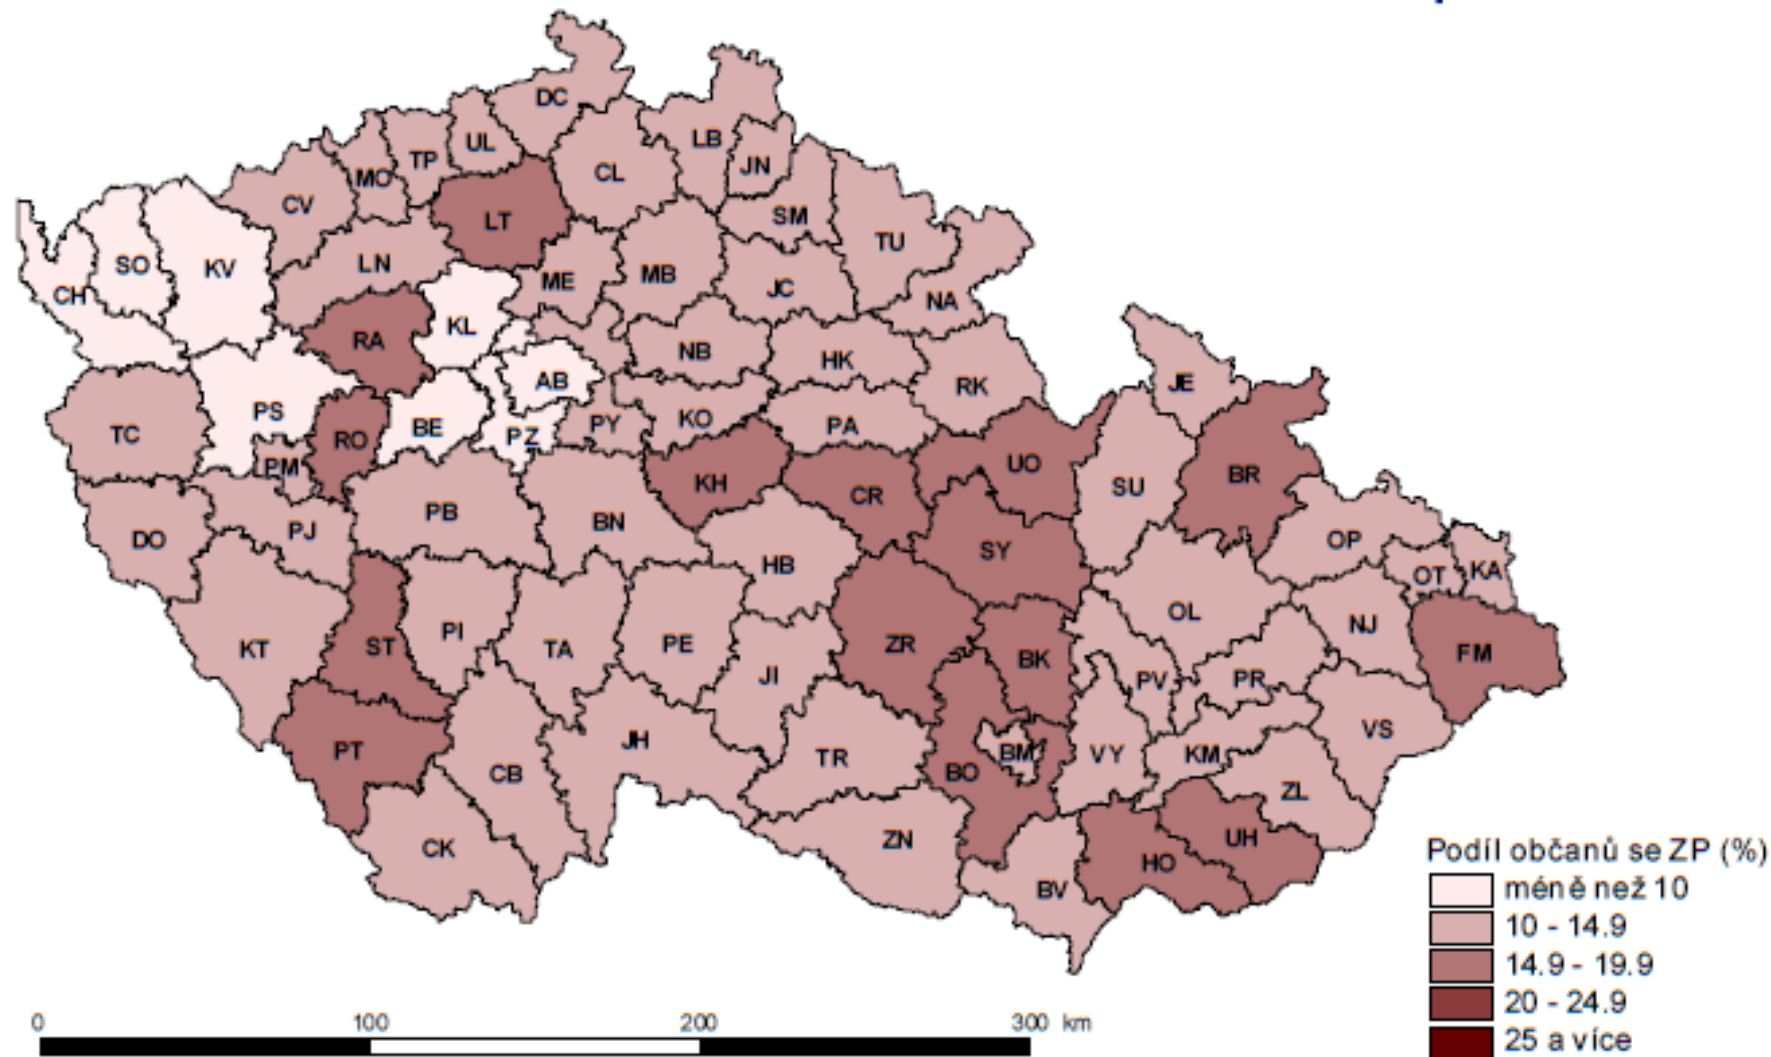 DC
LB
UL
JN
TP
MO
CL
CV
SM
LT
TU
LN
SO
KV
ME
MB
JC
CH
NA
KL
RA
NB
HK
AB
JE
RK
PS
PY
KO
PA
TC
BE
PZ
RO
UO
PM
BR
KH
CR
SU
PB
BN
PJ
DO
OP
SY
HB
OT
KA
OL
NJ
PI
ST
KT
TA
PE
ZR
BK
FM
JI
PV
PR
VS
JH
PT
BM
VY
KM
TR
CB
BO
ZL
UH
ZN
CK
HO
BV
Podíl občanů se ZP (%)
méně než 10
10 - 14.9
14.9 - 19.9
20 - 24.9
25 a více
0 100 200 300 km